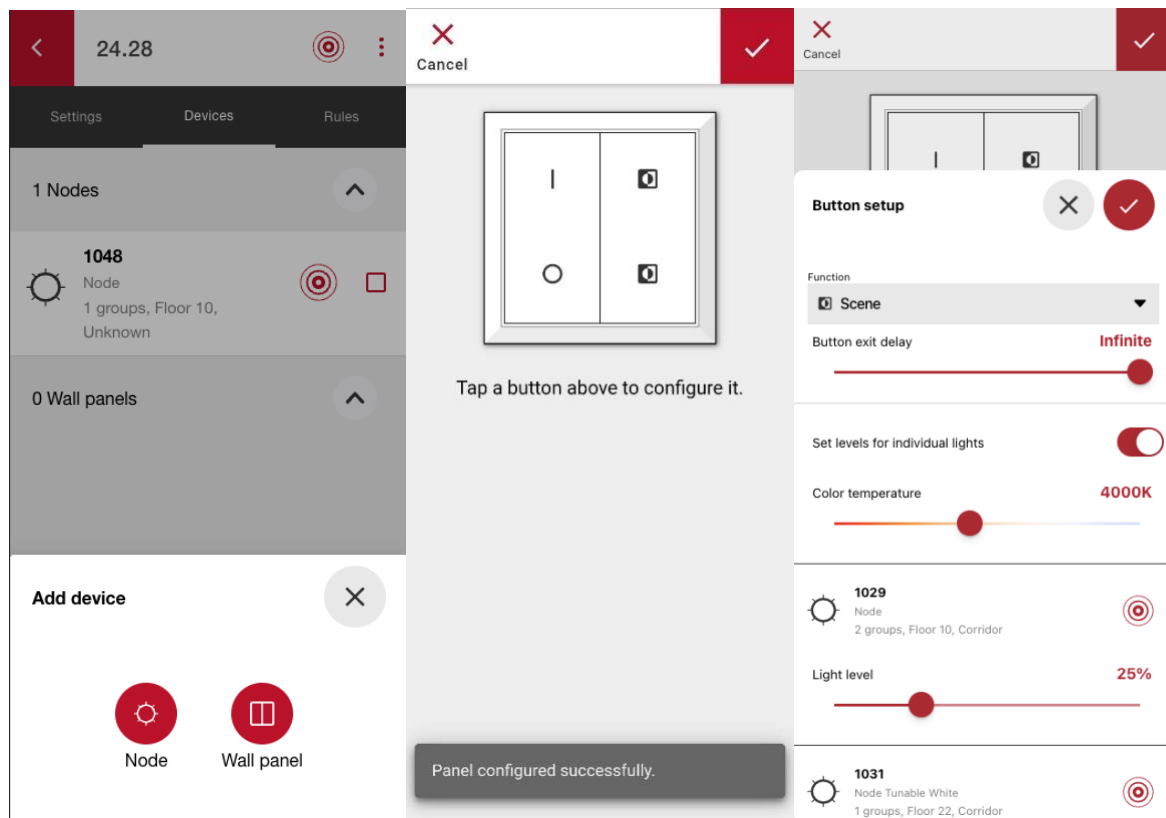 24.28
Settings
Devices
Rules
1 Nodes
1048
Node
1 groups, Floor 10,
Unknown
0 Wall panels
Add device
Node
Wall panel
Cancel
Tap a button above to configure it.
Panel configured successfully.
Cancel
Button setup
Function
Scene
Button exit delay
Infinite
Set levels for individual lights
Color temperature
4000K
1029
Node
2 groups, Floor 10, Corridor
Light level
25%
1031
Node Tunable White
1 groups, Floor 22, Corridor